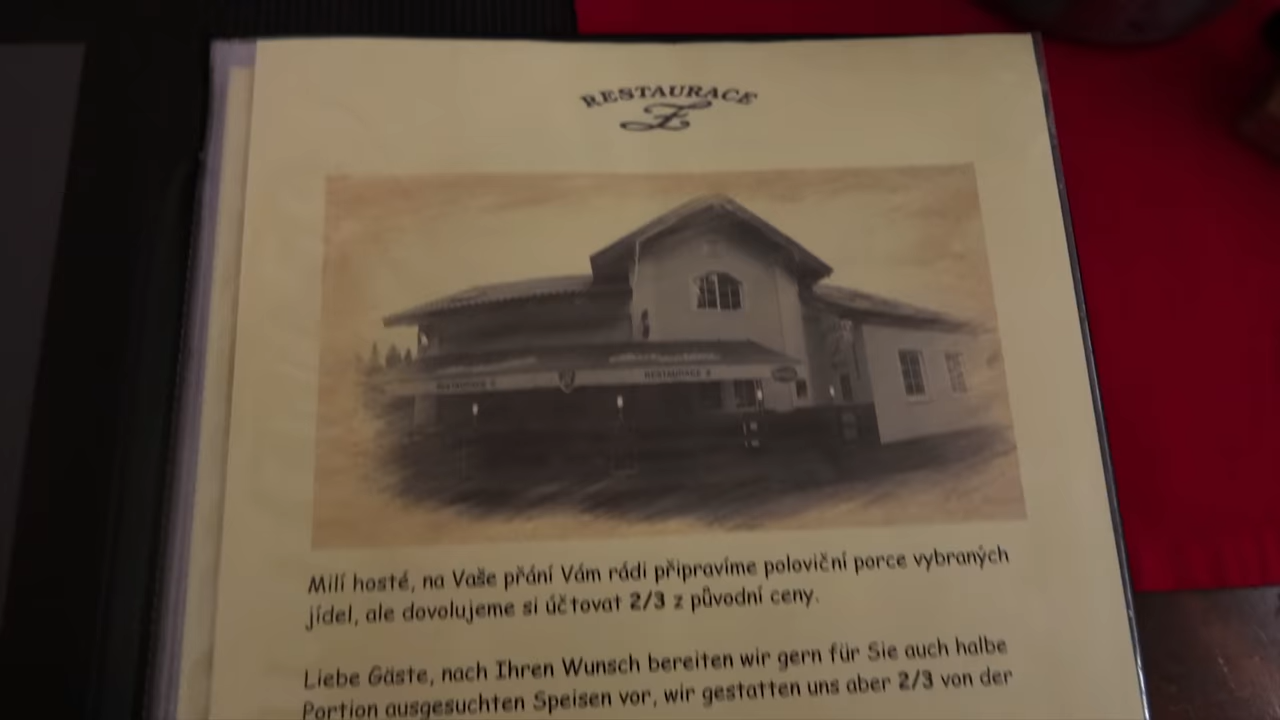 RESTAURACE
Z
RESTAURACE Z
Milí hosté, na Vaše přání Vám rádi připravíme poloviční porce vybraných
jídel, ale dovolujeme si účtovat 2/3 z původní ceny.
Liebe Gäste, nach Ihren Wunsch bereiten wir gern für Sie auch halbe
Portion ausgesuchten Speisen vor, wir gestatten uns aber 2/3 von der